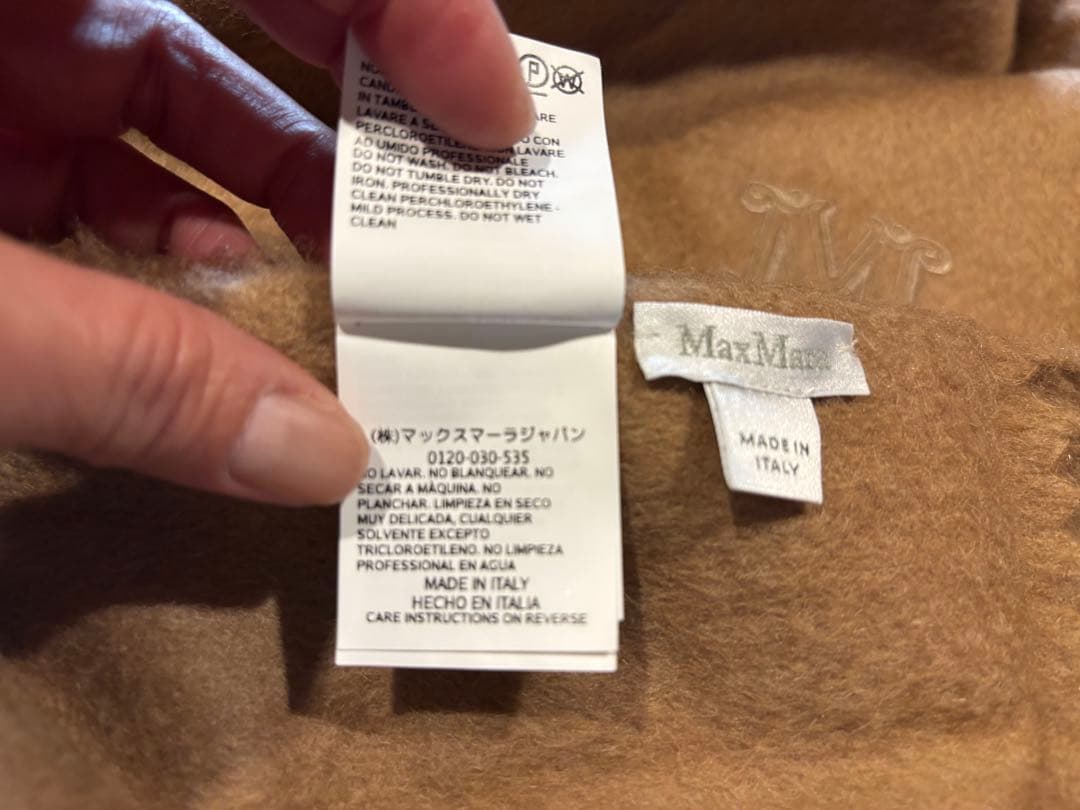 IN
LAVARE A
AD UMIDO PROFESSIONALE
DO NOT WASH. DO NOT BLEACH.
DO NOT TUMBLE DRY. DO NOT
IRON. PROFESSIONALLY DRY
CLEAN PERCHLOROETHYLENE -
MILD PROCESS. DO NOT WET
CLEAN
MaxMara
MADE IN
ITALY
(株)マックスマーラジャパン
0120-030-535
LAVAR. NO BLANQUEAR. NO
SECAR A MÀQUINA. NO
PLANCHAR. LIMPIEZA EN SECO
MUY DELICADA, CUALQUIER
SOLVENTE EXCEPTO
TRICLOROETILENO. NO LIMPIEZA
PROFESSIONAL EN AGUA
MADE IN ITALY
HECHO EN ITALIA
CARE INSTRUCTIONS ON REVERSE